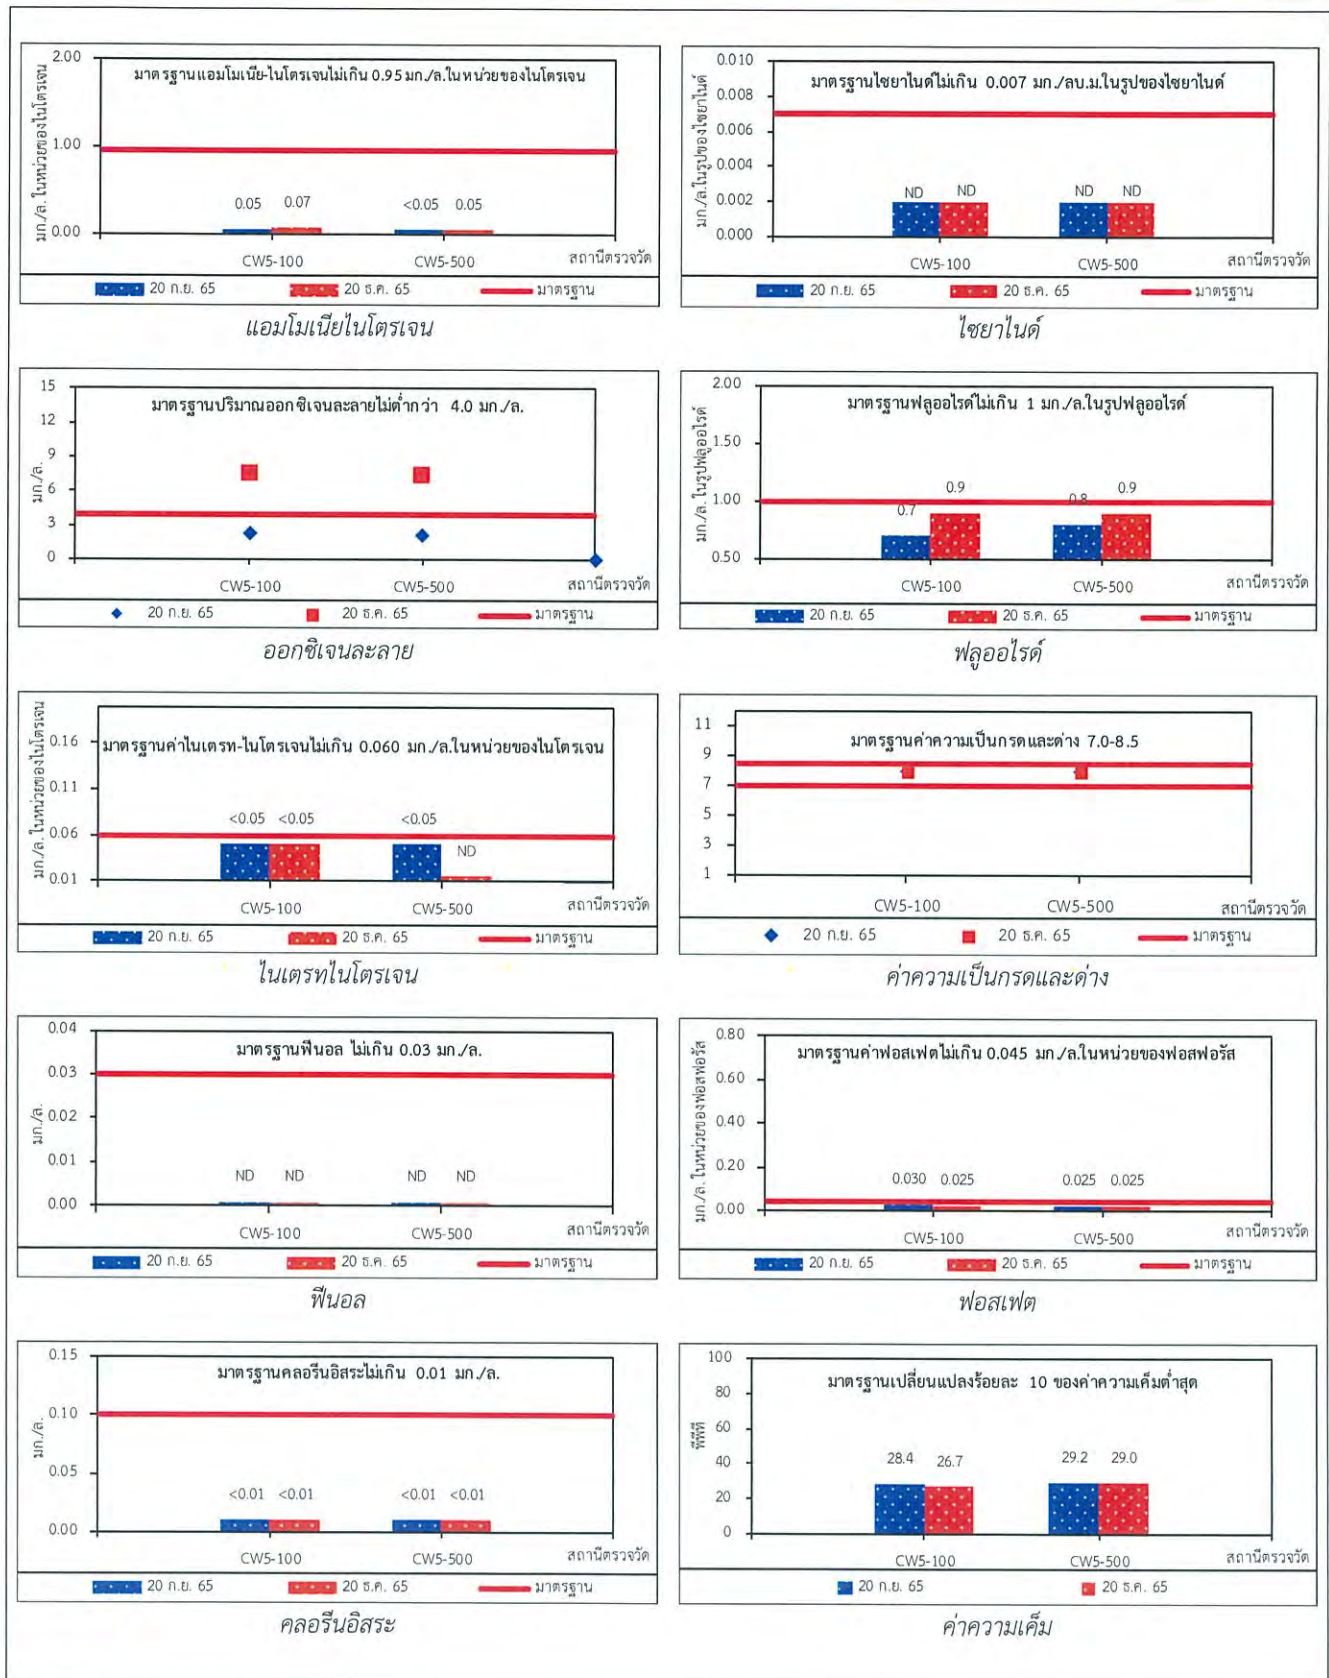 มาตรฐานแอมโมเนีย-ไนโตรเจนไม่เกิน 0.95 มก./ล.ในหน่วยของไนโตรเจน
มก./ล. ในหน่วยของไนโตรเจน
2.00
1.00
0.00
0.05 0.07 <0.05 0.05
CW5-100 CW5-500 สถานีตรวจวัด
20 ก.ย. 65 20 ธ.ค. 65 มาตรฐาน
แอมโมเนียไนโตรเจน
มาตรฐานไซยาไนด์ไม่เกิน 0.007 มก./ลบ.ม.ในรูปของไซยาไนด์
มก./ล.ในรูปของไซยาไนด์
0.010
0.008
0.006
0.004
0.002
0.000
ND ND ND ND
CW5-100 CW5-500 สถานีตรวจวัด
20 ก.ย. 65 20 ธ.ค. 65 มาตรฐาน
ไซยาไนด์
มาตรฐานปริมาณออกซิเจนละลายไม่ต่ำกว่า 4.0 มก./ล.
มก./ล.
15
12
9
6
3
0
CW5-100 CW5-500 สถานีตรวจวัด
20 ก.ย. 65 20 ธ.ค. 65 มาตรฐาน
ออกซิเจนละลาย
มาตรฐานฟลูออไรด์ไม่เกิน 1 มก./ล.ในรูปฟลูออไรด์
มก./ล. ในรูปฟลูออไรด์
2.00
1.50
1.00
0.50
0.7 0.9 0.8 0.9
CW5-100 CW5-500 สถานีตรวจวัด
20 ก.ย. 65 20 ธ.ค. 65 มาตรฐาน
ฟลูออไรด์
มาตรฐานค่าไนเตรท-ไนโตรเจนไม่เกิน 0.060 มก./ล.ในหน่วยของไนโตรเจน
มก./ล. ในหน่วยของไนโตรเจน
0.16
0.11
0.06
0.01
<0.05 <0.05 <0.05 ND
CW5-100 CW5-500 สถานีตรวจวัด
20 ก.ย. 65 20 ธ.ค. 65 มาตรฐาน
ไนเตรทไนโตรเจน
มาตรฐานค่าความเป็นกรดและด่าง 7.0-8.5
11
9
7
5
3
1
CW5-100 CW5-500 สถานีตรวจวัด
20 ก.ย. 65 20 ธ.ค. 65 มาตรฐาน
ค่าความเป็นกรดและด่าง
มาตรฐานฟีนอล ไม่เกิน 0.03 มก./ล.
มก./ล.
0.04
0.03
0.02
0.01
0.00
ND ND ND ND
CW5-100 CW5-500 สถานีตรวจวัด
20 ก.ย. 65 20 ธ.ค. 65 มาตรฐาน
ฟีนอล
มาตรฐานค่าฟอสเฟตไม่เกิน 0.045 มก./ล.ในหน่วยของฟอสฟอรัส
มก./ล. ในหน่วยของฟอสฟอรัส
0.80
0.60
0.40
0.20
0.00
0.030 0.025 0.025 0.025
CW5-100 CW5-500 สถานีตรวจวัด
20 ก.ย. 65 20 ธ.ค. 65 มาตรฐาน
ฟอสเฟต
มาตรฐานคลอรีนอิสระไม่เกิน 0.01 มก./ล.
มก./ล.
0.15
0.10
0.05
0.00
<0.01 <0.01 <0.01 <0.01
CW5-100 CW5-500 สถานีตรวจวัด
20 ก.ย. 65 20 ธ.ค. 65 มาตรฐาน
คลอรีนอิสระ
มาตรฐานเปลี่ยนแปลงร้อยละ 10 ของค่าความเค็มต่ำสุด
พีพีที
100
80
60
40
20
0
28.4 26.7 29.2 29.0
CW5-100 CW5-500 สถานีตรวจวัด
20 ก.ย. 65 20 ธ.ค. 65
ค่าความเค็ม